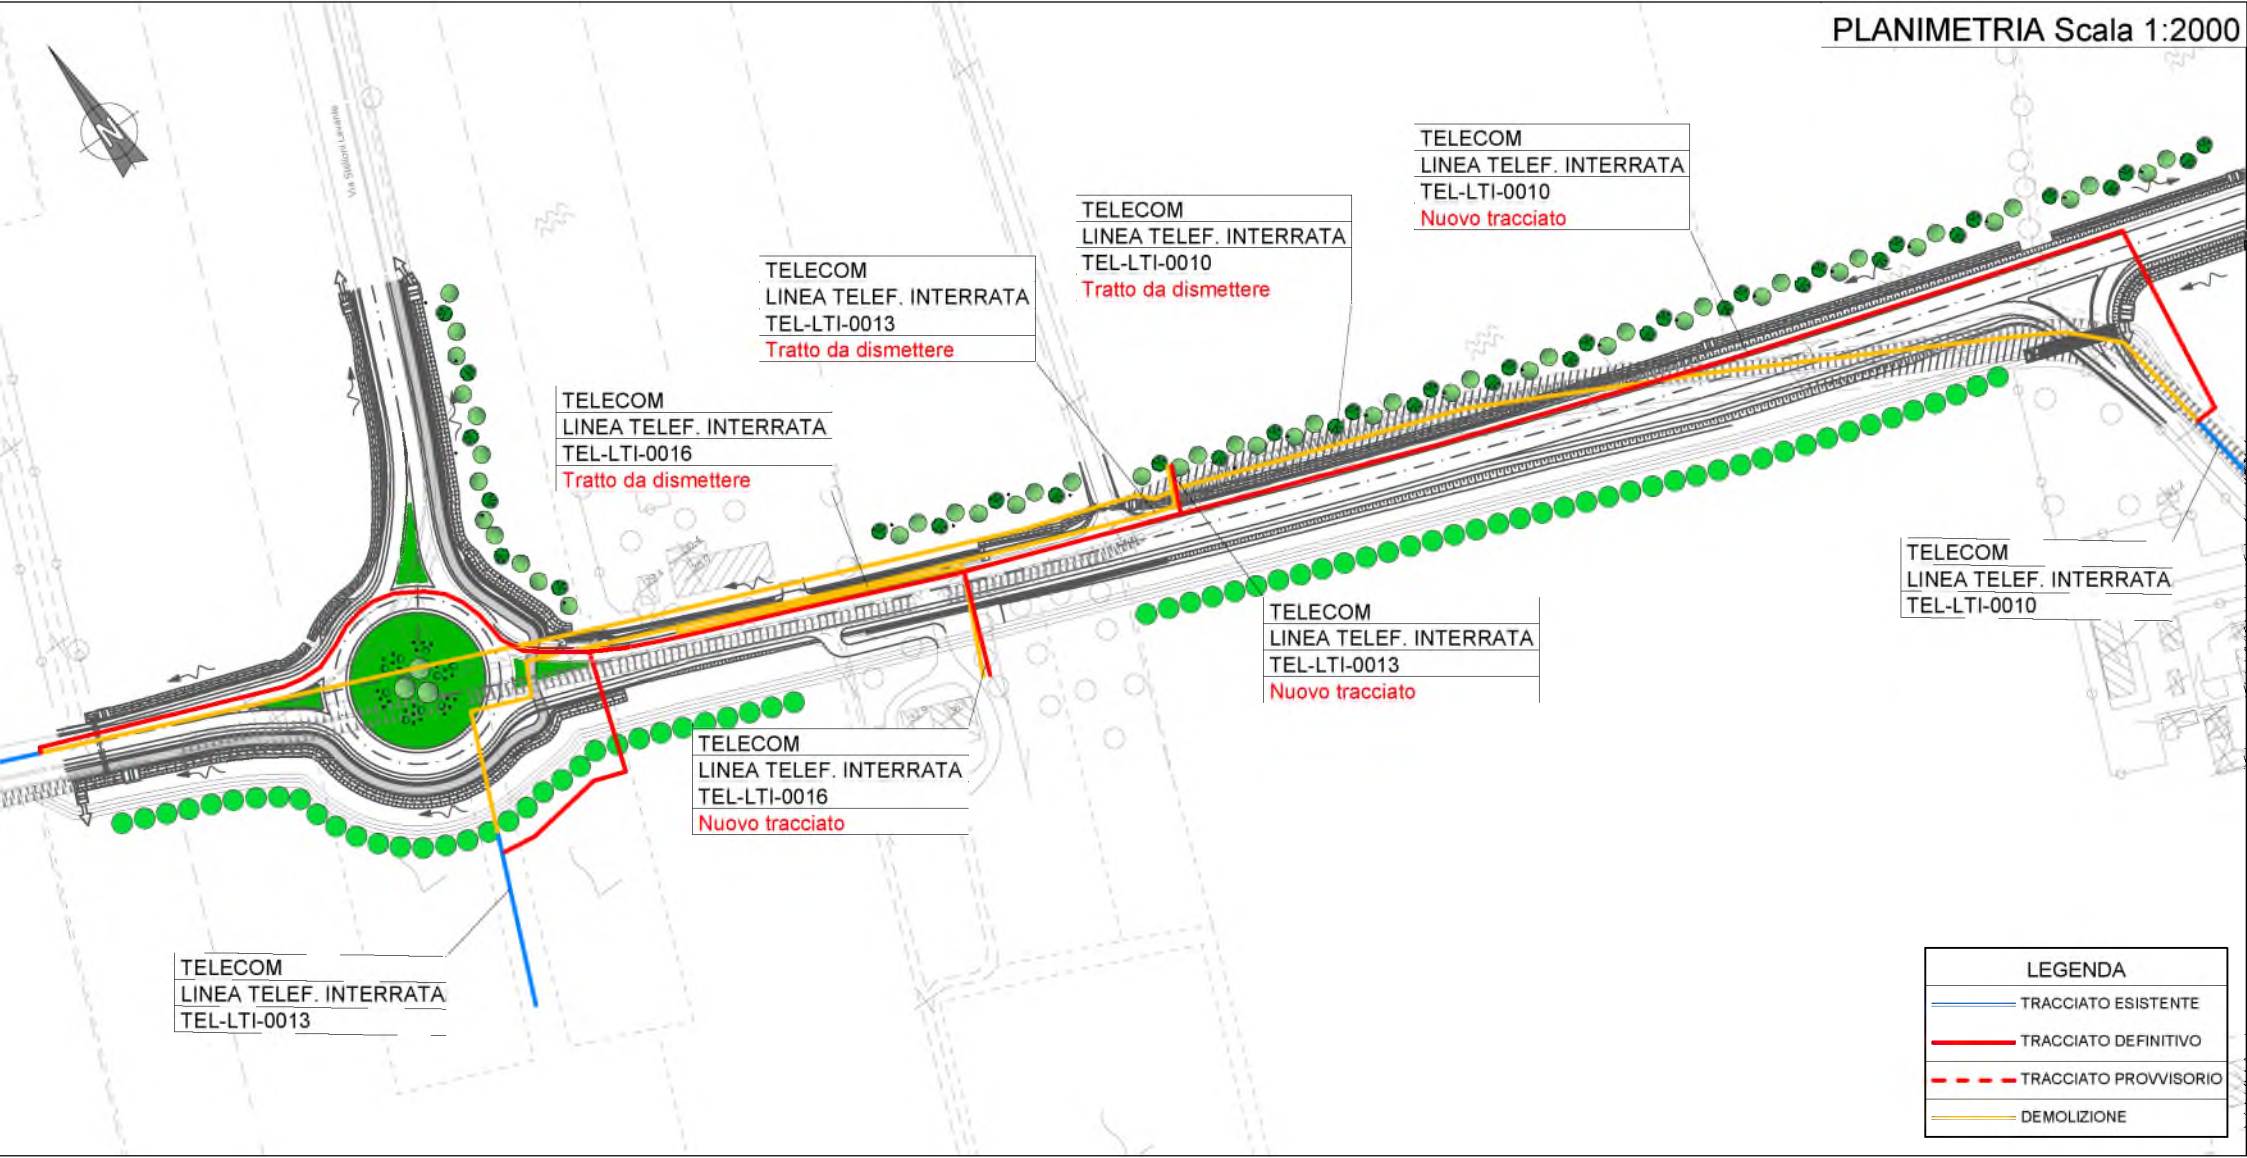 PLANIMETRIA Scala 1:2000
N
TELECOM
LINEA TELEF. INTERRATA
TEL-LTI-0010
Nuovo tracciato
TELECOM
LINEA TELEF. INTERRATA
TEL-LTI-0010
Tratto da dismettere
TELECOM
LINEA TELEF. INTERRATA
TEL-LTI-0013
Tratto da dismettere
TELECOM
LINEA TELEF. INTERRATA
TEL-LTI-0016
Tratto da dismettere
TELECOM
LINEA TELEF. INTERRATA
TEL-LTI-0010
TELECOM
LINEA TELEF. INTERRATA
TEL-LTI-0013
Nuovo tracciato
TELECOM
LINEA TELEF. INTERRATA
TEL-LTI-0016
Nuovo tracciato
TELECOM
LINEA TELEF. INTERRATA
TEL-LTI-0013
LEGENDA
TRACCIATO ESISTENTE
TRACCIATO DEFINITIVO
TRACCIATO PROVVISORIO
DEMOLIZIONE